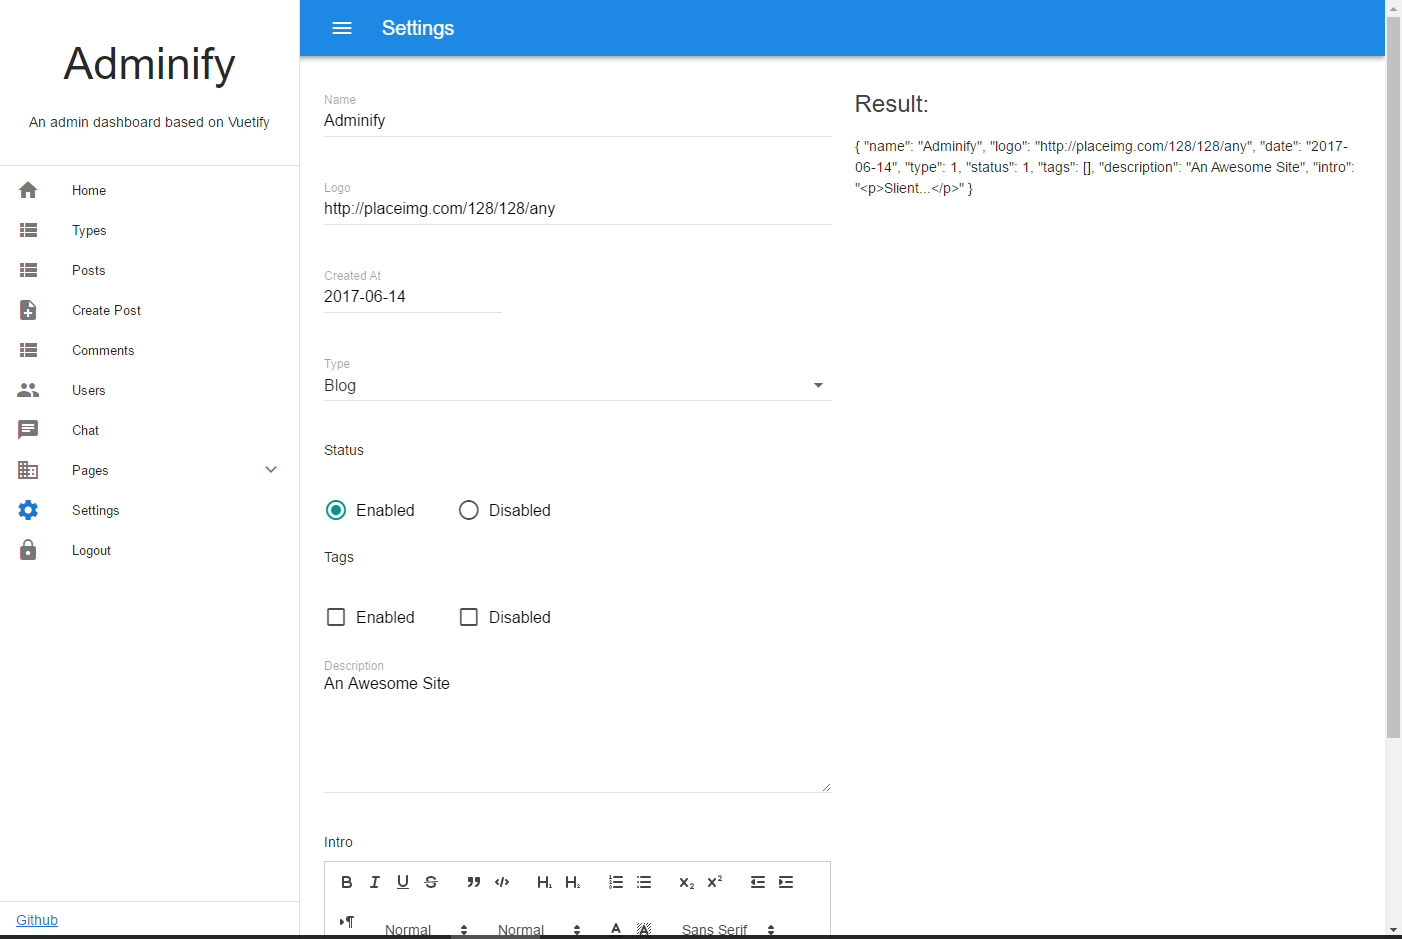 Adminify
An admin dashboard based on Vuetify
Home
Types
Posts
Create Post
Comments
Users
Chat
Pages
Settings
Logout
Github
Settings
Name
Adminify
Logo
http://placeimg.com/128/128/any
Created At
2017-06-14
Type
Blog
Status
Enabled Disabled
Tags
Enabled Disabled
Description
An Awesome Site
Intro
B I U S H1 H2 X2 X2
¶ Normal Normal A A Sans Serif
Result:
{ "name": "Adminify", "logo": "http://placeimg.com/128/128/any", "date": "2017-
06-14", "type": 1, "status": 1, "tags": [], "description": "An Awesome Site", "intro":
"<p>Slient...</p>" }